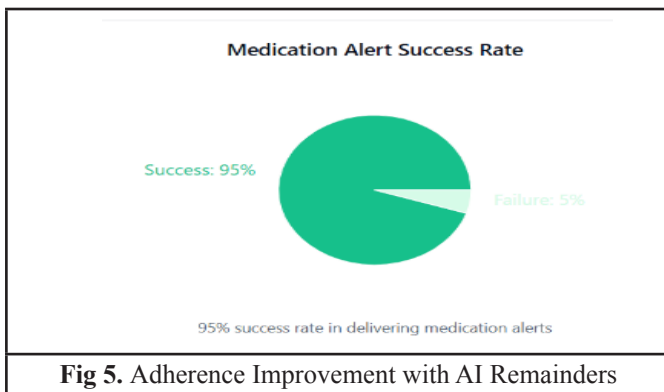 Medication Alert Success Rate
Success: 95%
Failure: 5%
95% success rate in delivering medication alerts
Fig 5. Adherence Improvement with AI Remainders